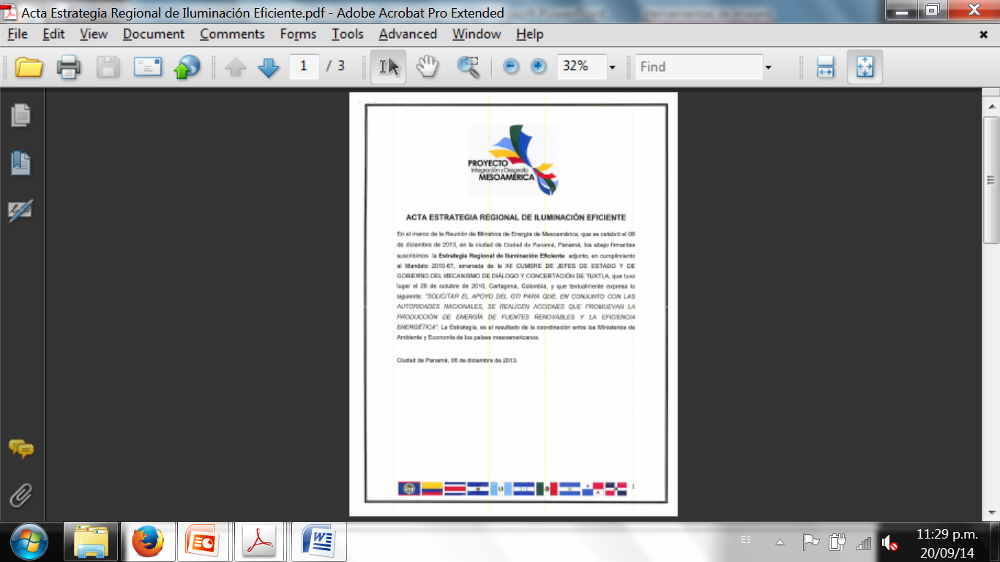 Acta Estrategia Regional de Iluminación Eficiente.pdf - Adobe Acrobat Pro Extended
File Edit View Document Comments Forms Tools Advanced Window Help
1 / 3 32% Find
PROYECTO
Integración y Desarrollo
MESOAMÉRICA
ACTA ESTRATEGIA REGIONAL DE ILUMINACIÓN EFICIENTE
En el marco de la Reunión de Ministros de Energía de Mesoamérica, que se celebró el 06
de diciembre de 2013, en la ciudad de Ciudad de Panamá, Panamá, los abajo firmantes
suscribimos la Estrategia Regional de Iluminación Eficiente adjunto, en cumplimiento
al Mandato 2010-67, emanada de la XII CUMBRE DE JEFES DE ESTADO Y DE
GOBIERNO DEL MECANISMO DE DIÁLOGO Y CONCERTACIÓN DE TUXTLA, que tuvo
lugar el 26 de octubre de 2010, Cartagena, Colombia, y que textualmente expresa lo
siguiente: "SOLICITAR EL APOYO DEL GTI PARA QUE, EN CONJUNTO CON LAS
AUTORIDADES NACIONALES, SE REALICEN ACCIONES QUE PROMUEVAN LA
PRODUCCIÓN DE ENERGÍA DE FUENTES RENOVABLES Y LA EFICIENCIA
ENERGÉTICA". La Estrategia, es el resultado de la coordinación entre los Ministerios de
Ambiente y Economía de los países mesoamericanos.
Ciudad de Panamá, 06 de diciembre de 2013.
1
ES
11:29 p.m.
20/09/14